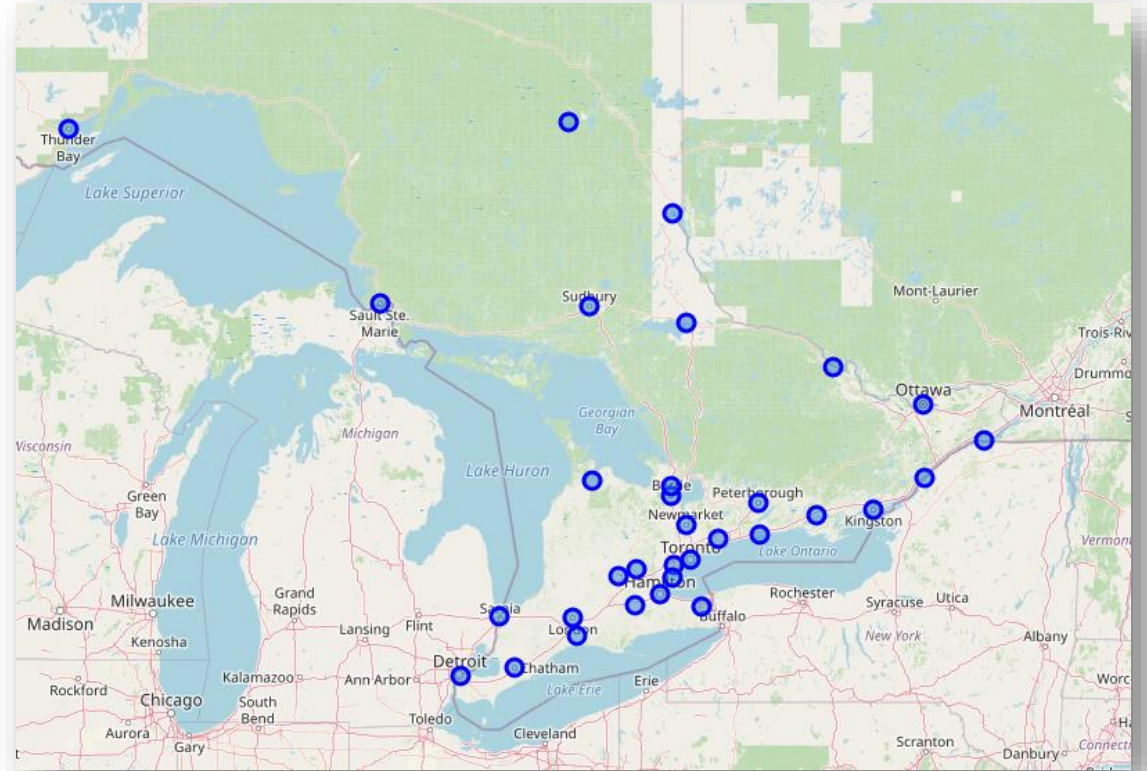 Thunder
Bay
Lake Superior
Sault Ste.
Marie
Sudbury
Mont-Laurier
Trois-Riv
Drummo
Ottawa
Montréal
Georgian
Bay
Wisconsin
Michigan
Lake Huron
Green
Bay
Peterborough
Newmarket
Kingston
Lake Michigan
Toronto
Lake Ontario
Vermont
Hamilton
Milwaukee
Grand
Rapids
Sarnia
Rochester
Syracuse
Utica
Madison
Lansing
Flint
London
Buffalo
Kenosha
New York
Albany
Detroit
Chatham
Kalamazoo
Ann Arbor
Lake Erie
Erie
Worc
Rockford
Chicago
South
Bend
Toledo
Aurora
Gary
Cleveland
Scranton
Danbury
Connecti